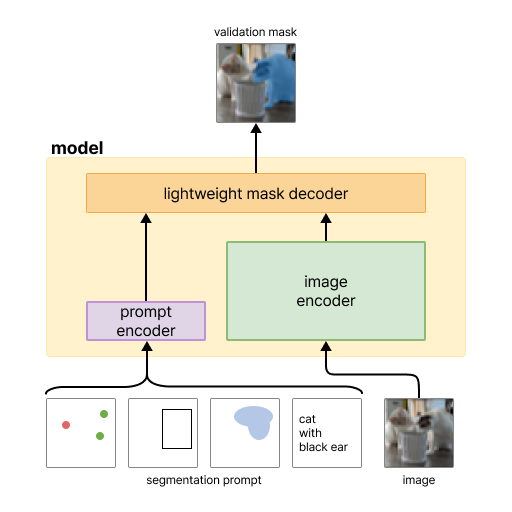 validation mask
model
lightweight mask decoder
image
encoder
prompt
encoder
cat
with
black ear
segmentation prompt
image